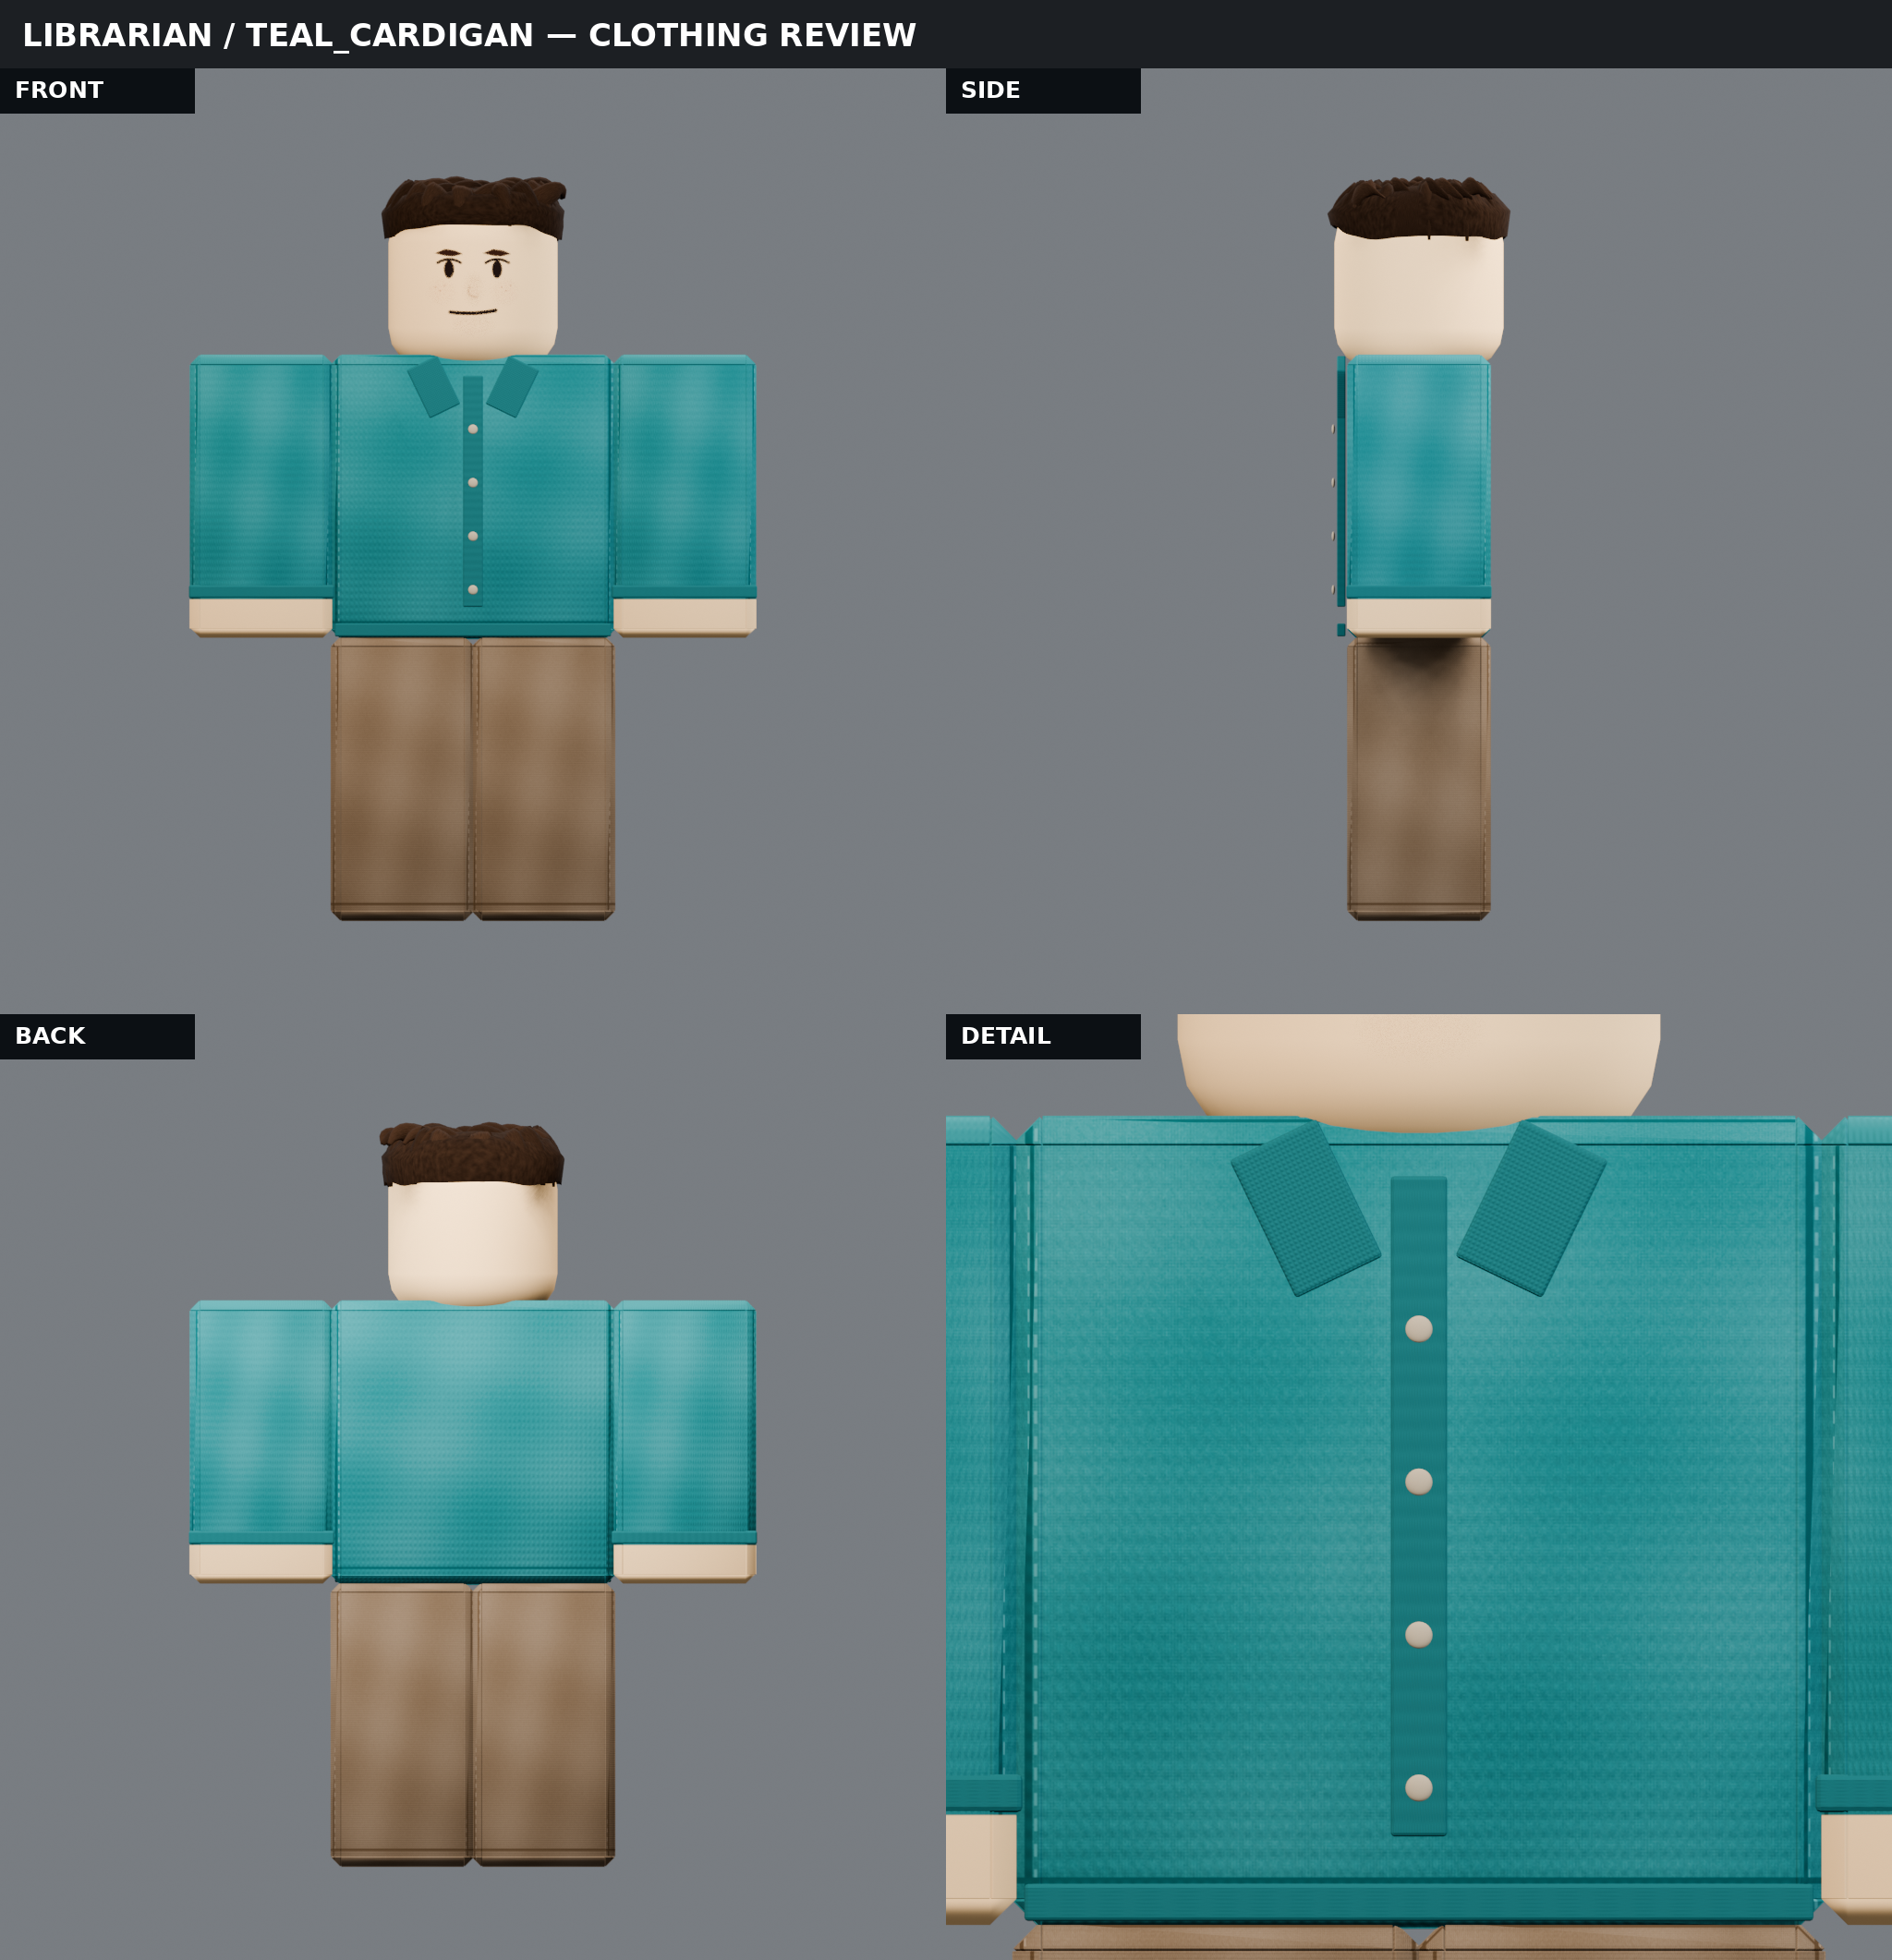 LIBRARIAN / TEAL_CARDIGAN — CLOTHING REVIEW
FRONT
SIDE
BACK
DETAIL